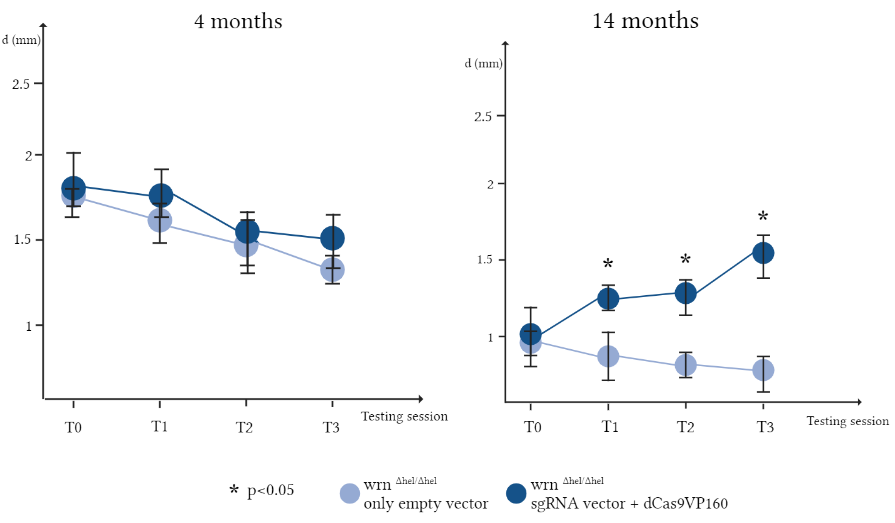 4 months
d (mm)
2.5
2
1.5
1
T0 T1 T2 T3
Testing session
14 months
d (mm)
2.5
2
1.5
1
*
*
*
T0 T1 T2 T3
Testing session
* p<0.05
wrn Δhel/Δhel
only empty vector
wrn Δhel/Δhel
sgRNA vector + dCas9VP160